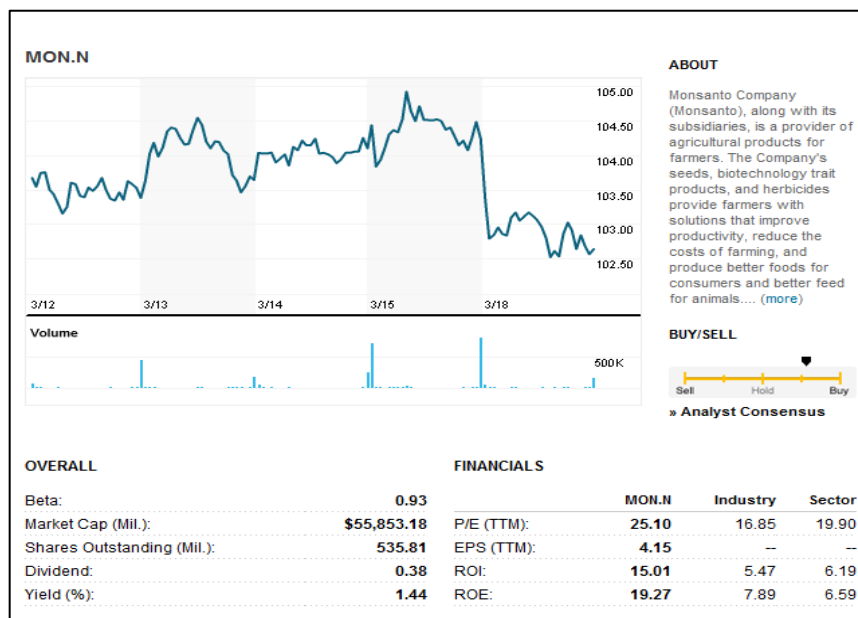 MON.N
105.00
104.50
104.00
103.50
103.00
102.50
3/12 3/13 3/14 3/15 3/18
Volume
500K
ABOUT
Monsanto Company
(Monsanto), along with its
subsidiaries, is a provider of
agricultural products for
farmers. The Company's
seeds, biotechnology trait
products, and herbicides
provide farmers with
solutions that improve
productivity, reduce the
costs of farming, and
produce better foods for
consumers and better feed
for animals.... (more)
BUY/SELL
Sell Hold Buy
» Analyst Consensus
OVERALL
Beta: 0.93
Market Cap (Mil.): $55,853.18
Shares Outstanding (Mil.): 535.81
Dividend: 0.38
Yield (%): 1.44
FINANCIALS
MON.N Industry Sector
P/E (TTM): 25.10 16.85 19.90
EPS (TTM): 4.15 -- --
ROI: 15.01 5.47 6.19
ROE: 19.27 7.89 6.59